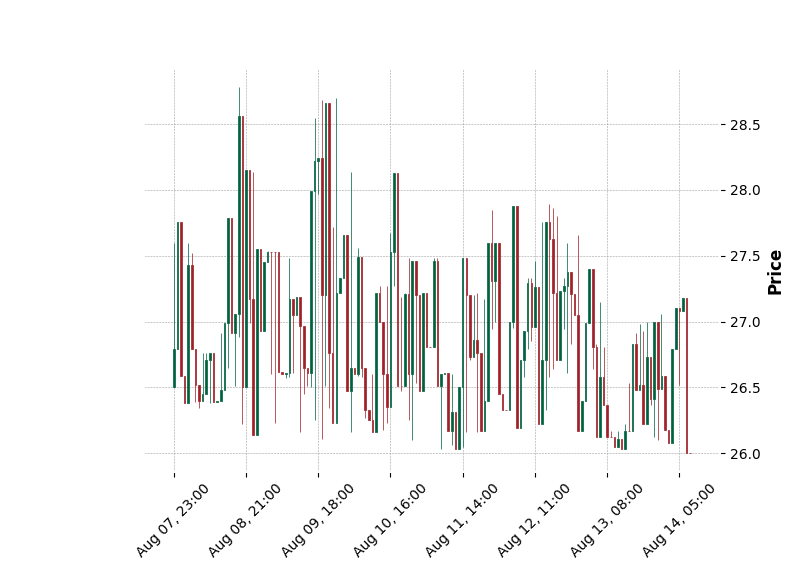 28.5
28.0
27.5
27.0
26.5
26.0
Price
Aug 07, 23:00
Aug 08, 21:00
Aug 09, 18:00
Aug 10, 16:00
Aug 11, 14:00
Aug 12, 11:00
Aug 13, 08:00
Aug 14, 05:00